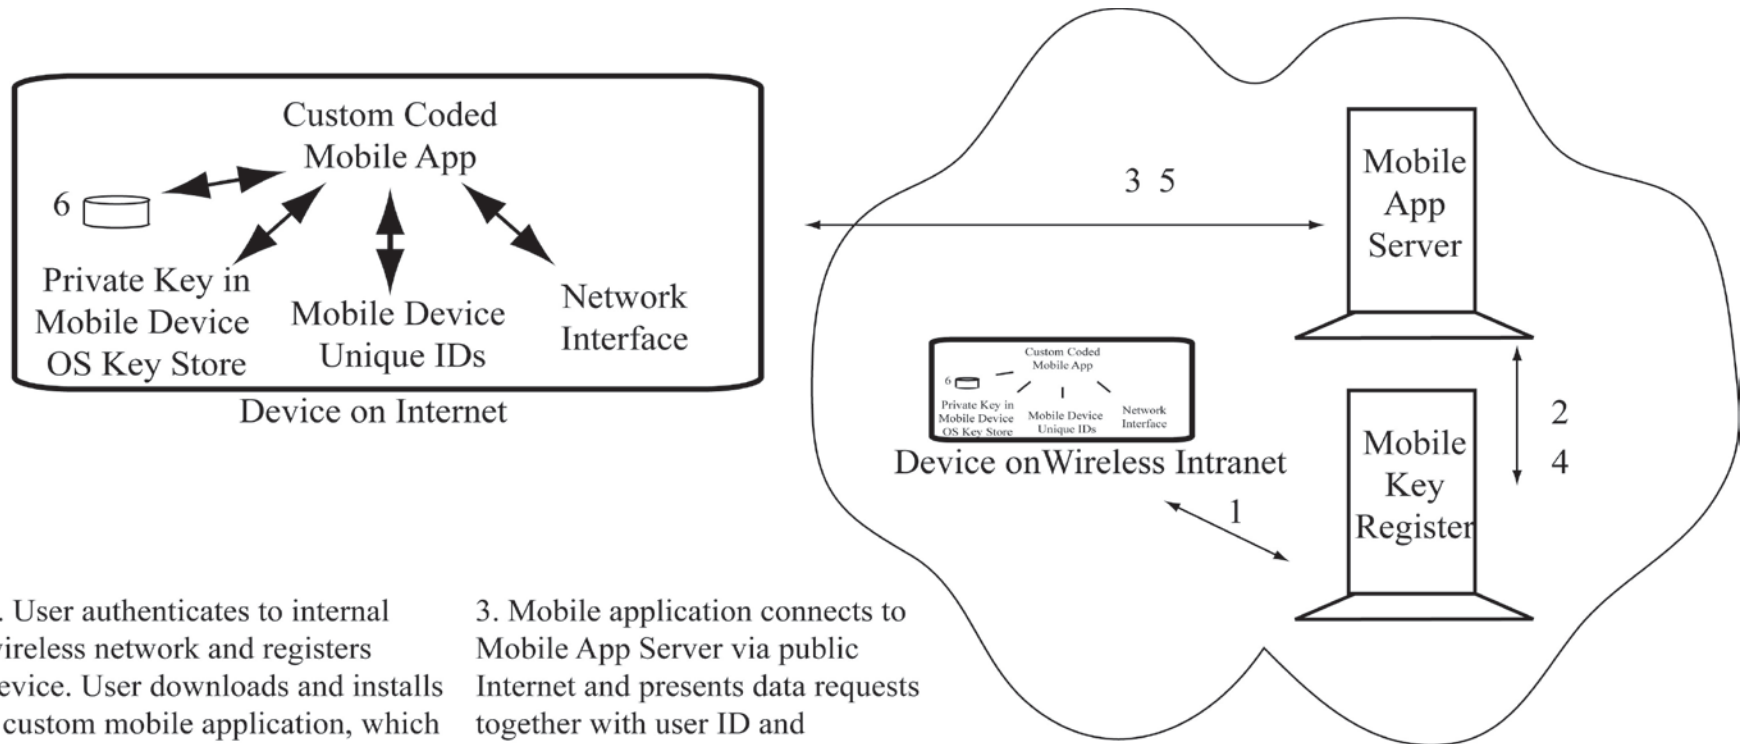 Custom Coded
Mobile App
6
Private Key in
Mobile Device
OS Key Store
Mobile Device
Unique IDs
Network
Interface
Device on Internet
3 5
Mobile
App
Server
Custom Coded
Mobile App
6
Private Key in
Mobile Device
OS Key Store
Mobile Device
Unique IDs
Network
Interface
Device onWireless Intranet
1
2
4
Mobile
Key
Register
. User authenticates to internal
wireless network and registers
evice. User downloads and installs
custom mobile application, which
3. Mobile application connects to
Mobile App Server via public
Internet and presents data requests
together with user ID and